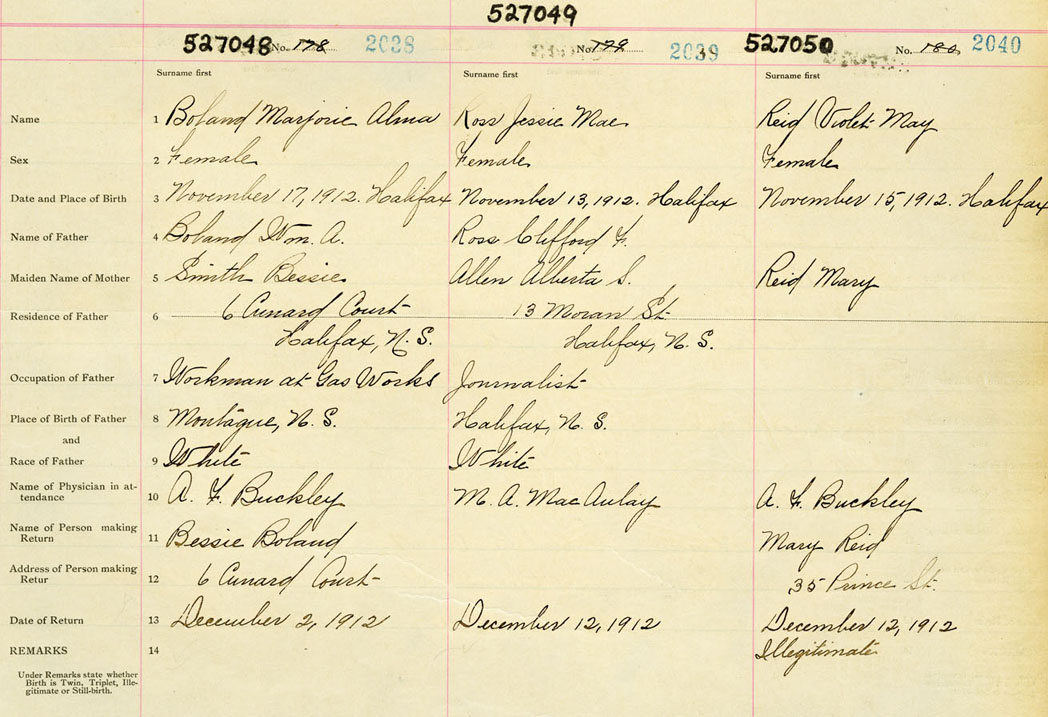 527049
527048 No. 178 2038 No. 179 2039 527050 No. 180 2040
Surname first Surname first Surname first
Name 1 Boland Marjorie Alma Ross Jessie Mae Reid Violet May
Sex 2 Female Female Female
Date and Place of Birth 3 November 17, 1912. Halifax November 13, 1912. Halifax November 15, 1912. Halifax
Name of Father 4 Boland Wm. A. Ross Clifford F.
Maiden Name of Mother 5 Smith Bessie Allen Alberta S. Reid Mary
Residence of Father 6 6 Cunard Court 13 Moran St.
Halifax, N. S. Halifax, N. S.
Occupation of Father 7 Workman at Gas Works Journalist
Place of Birth of Father 8 Montague, N. S. Halifax, N. S.
and
Race of Father 9 White White
Name of Physician in at-
tendance 10 A. F. Buckley M. A. MacAulay A. F. Buckley
Name of Person making
Return 11 Bessie Boland Mary Reid
Address of Person making
Retur 12 6 Cunard Court 35 Prince St.
Date of Return 13 December 2, 1912 December 12, 1912 December 12, 1912
REMARKS 14 Illegitimate
Under Remarks state whether
Birth is Twin, Triplet, Ille-
gitimate or Still-birth.